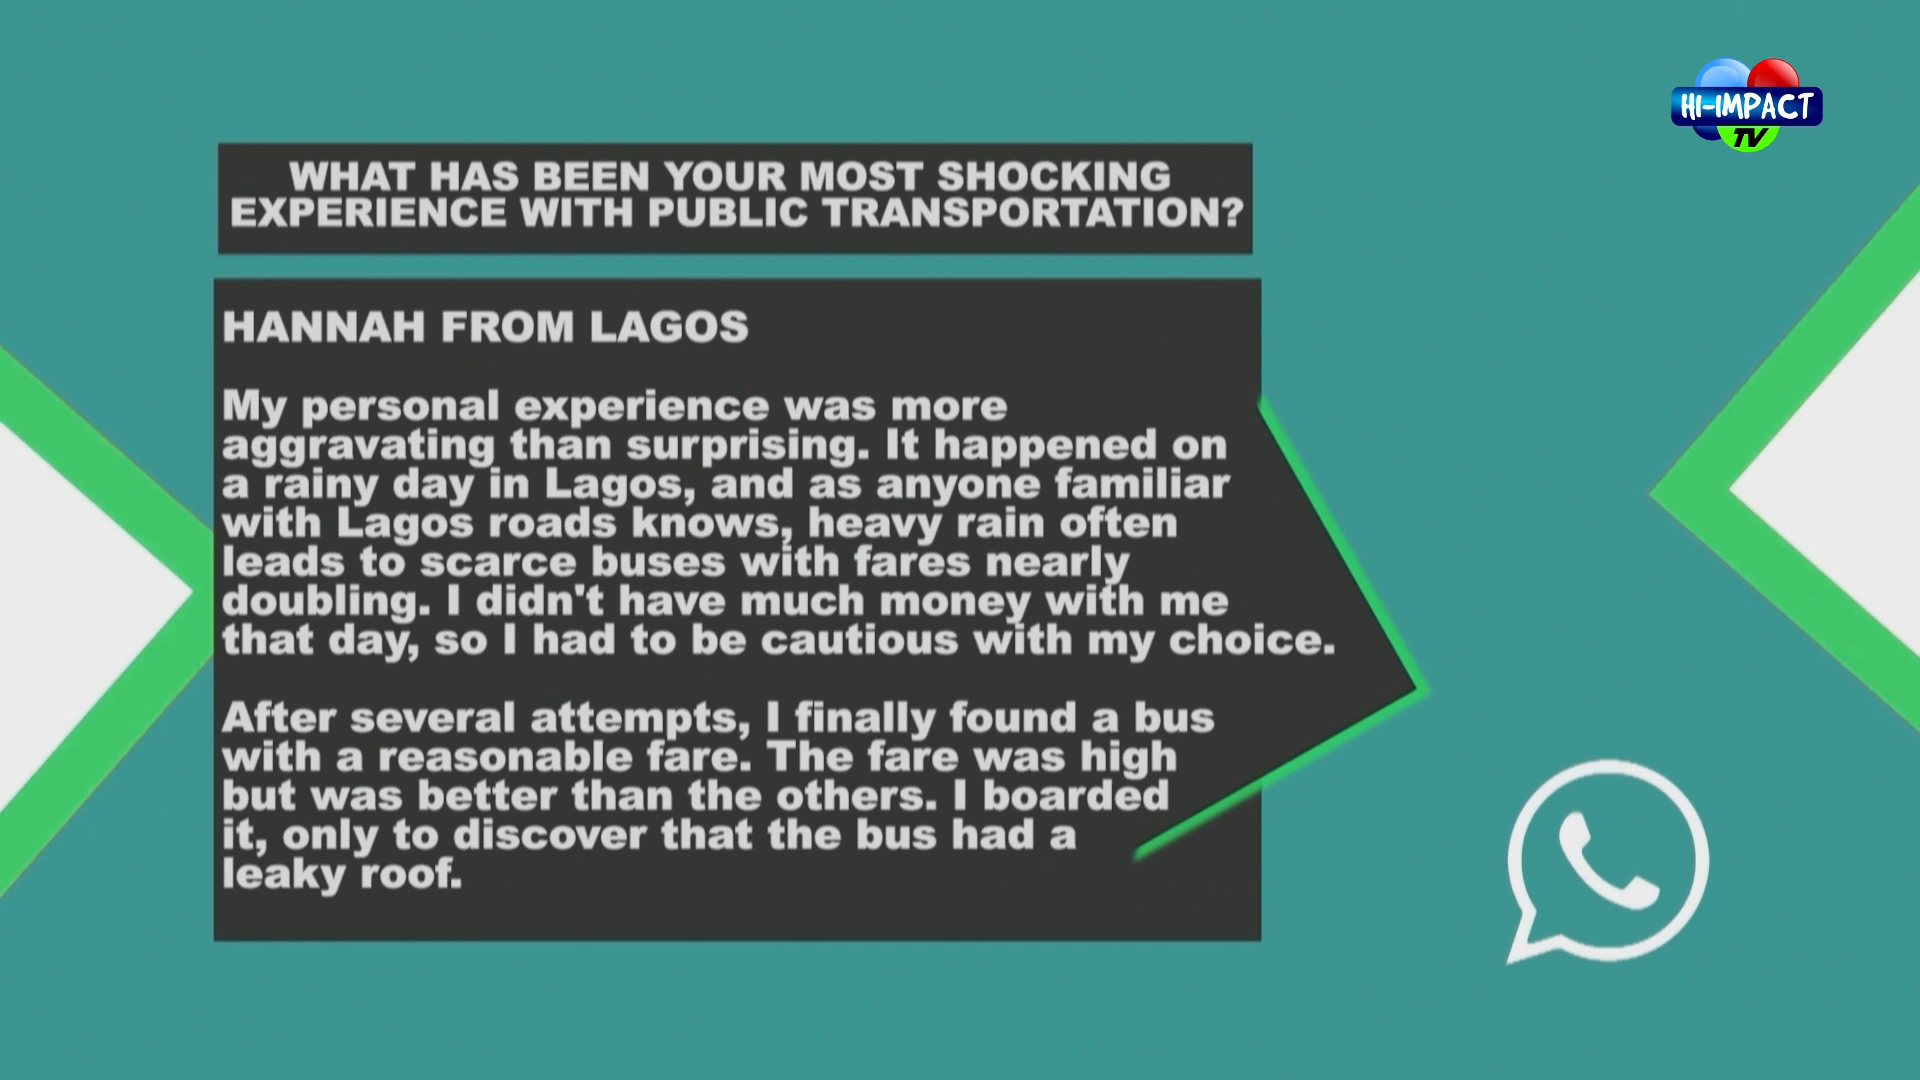 HI-IMPACT
TV
WHAT HAS BEEN YOUR MOST SHOCKING
EXPERIENCE WITH PUBLIC TRANSPORTATION?
HANNAH FROM LAGOS
My personal experience was more
aggravating than surprising. It happened on
a rainy day in Lagos, and as anyone familiar
with Lagos roads knows, heavy rain often
leads to scarce buses with fares nearly
doubling. I didn't have much money with me
that day, so I had to be cautious with my choice.
After several attempts, I finally found a bus
with a reasonable fare. The fare was high
but was better than the others. I boarded
it, only to discover that the bus had a
leaky roof.